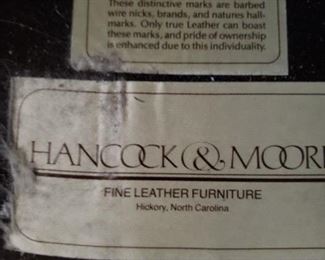 These distinctive marks are barbed
wire nicks, brands, and natures hall-
marks. Only true Leather can boast
these marks, and pride of ownership
is enhanced due to this individuality.
HANCOCK & MOORE
FINE LEATHER FURNITURE
Hickory, North Carolina